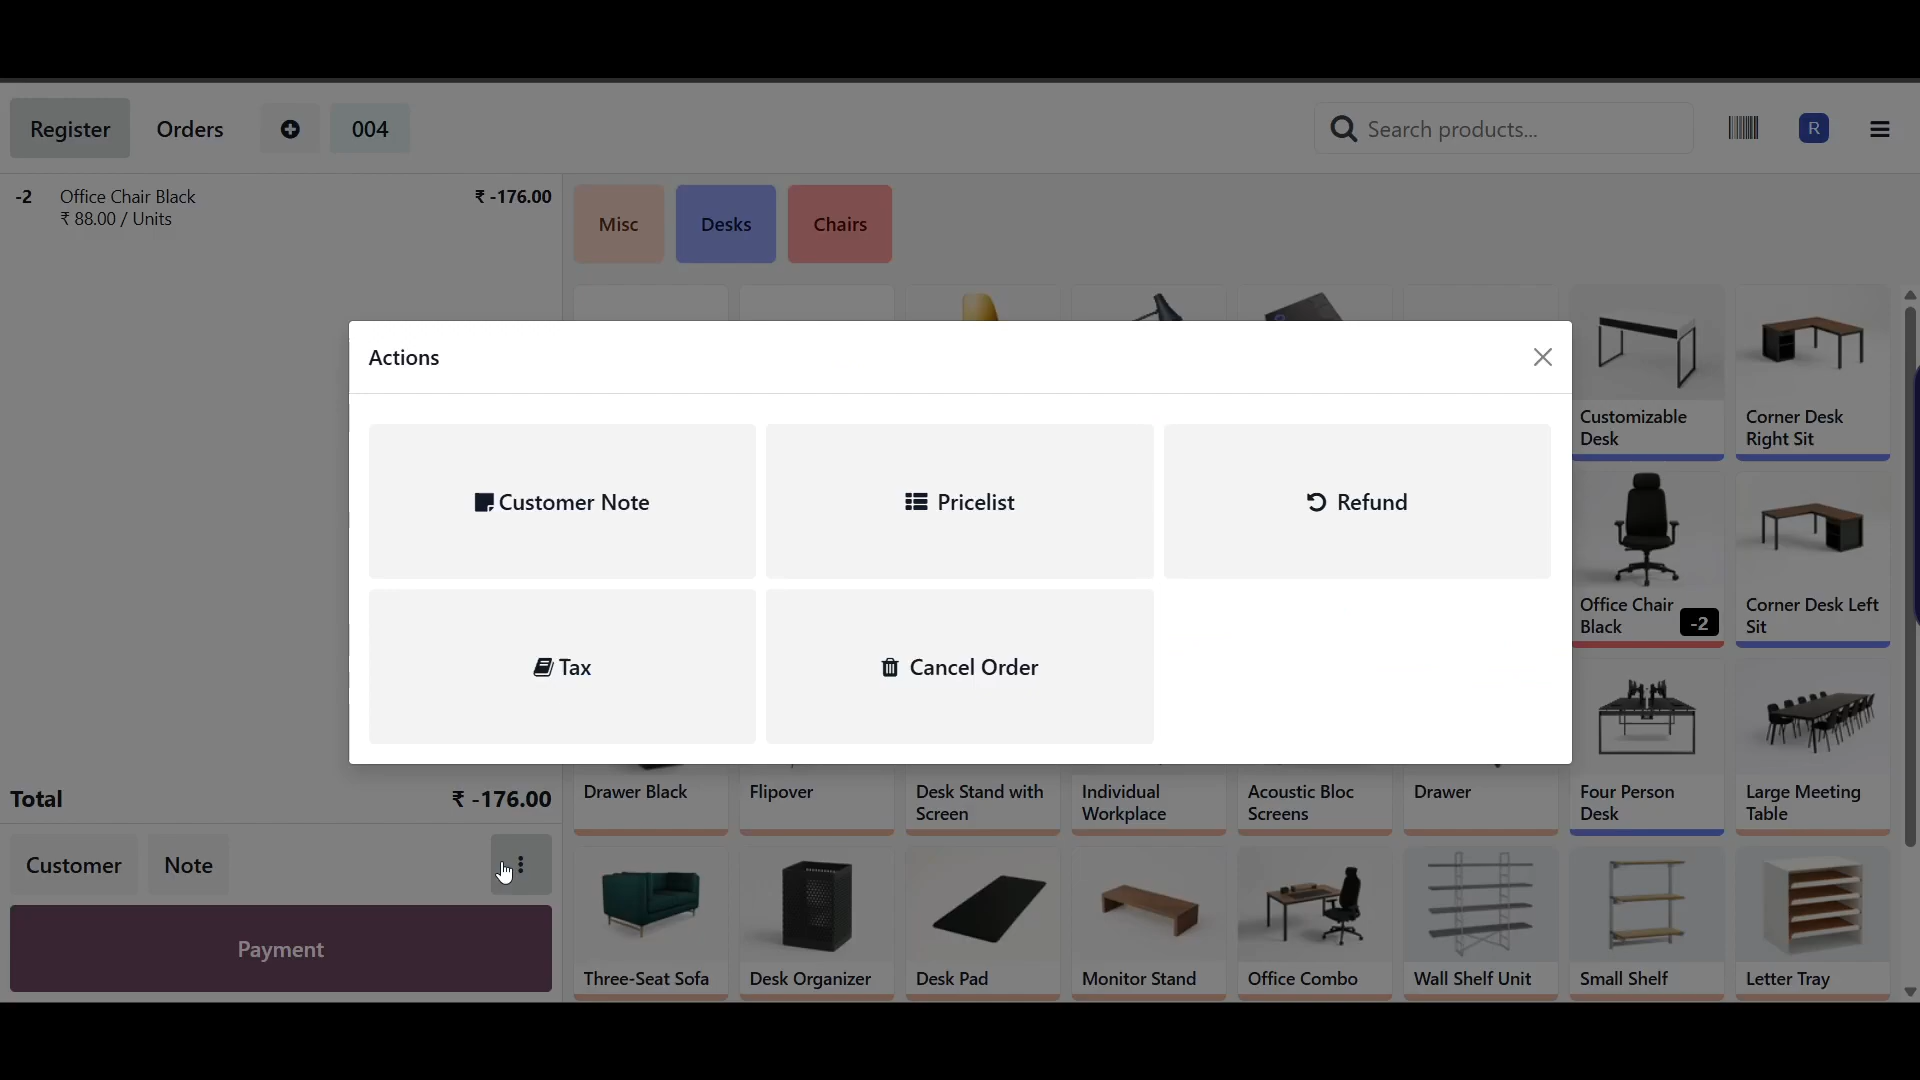 Register
Orders
004
Search products...
R
-2
Office Chair Black
₹ -176.00
₹ 88.00 / Units
Misc
Desks
Chairs
Actions
Customer Note
Pricelist
Refund
Tax
Cancel Order
Customizable
Desk
Corner Desk
Right Sit
Office Chair
Black
-2
Corner Desk Left
Sit
Drawer Black
Flipover
Desk Stand with
Screen
Individual
Workplace
Acoustic Bloc
Screens
Drawer
Four Person
Desk
Large Meeting
Table
Total
₹ -176.00
Customer
Note
Payment
Three-Seat Sofa
Desk Organizer
Desk Pad
Monitor Stand
Office Combo
Wall Shelf Unit
Small Shelf
Letter Tray